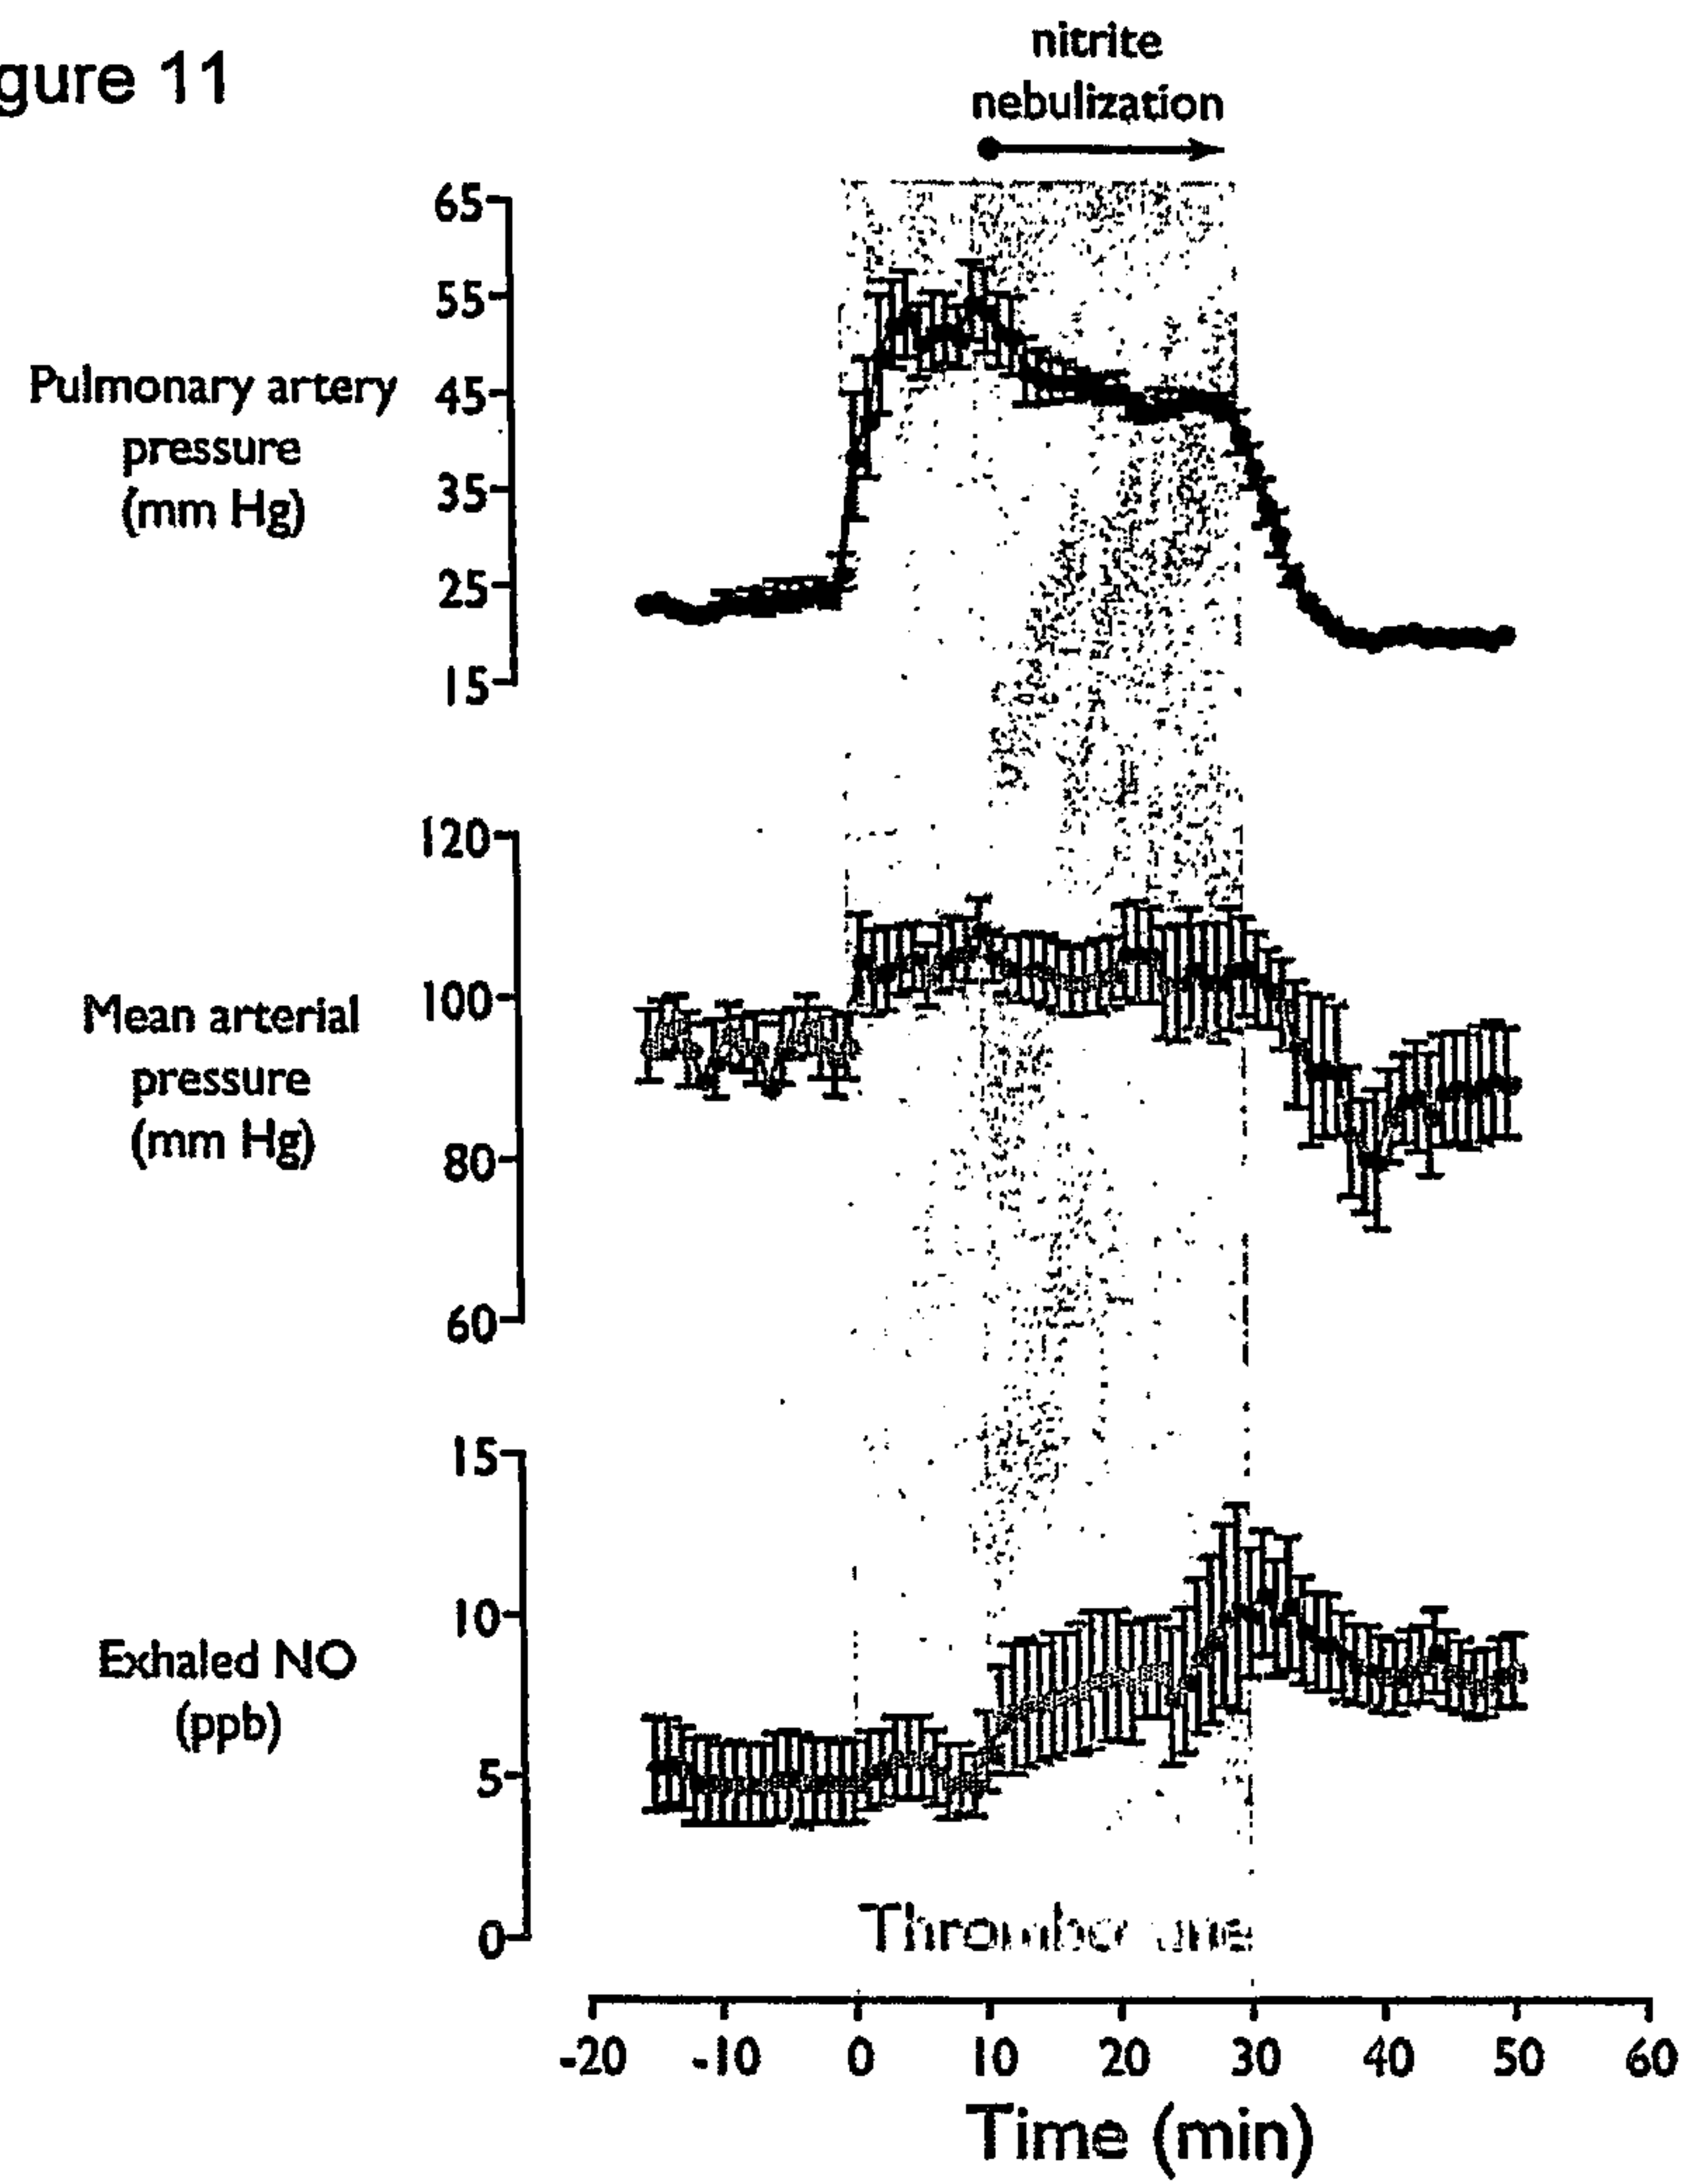 gure 11
nitrite
nebulization
65
55
Pulmonary artery
45
pressure
35
(mm Hg)
25
15
120
Mean arterial
100
pressure
(mm Hg)
80
60
15
10
Exhaled NO
(ppb)
5
0
-20 -10 0 10 20 30 40 50 60
Time (min)